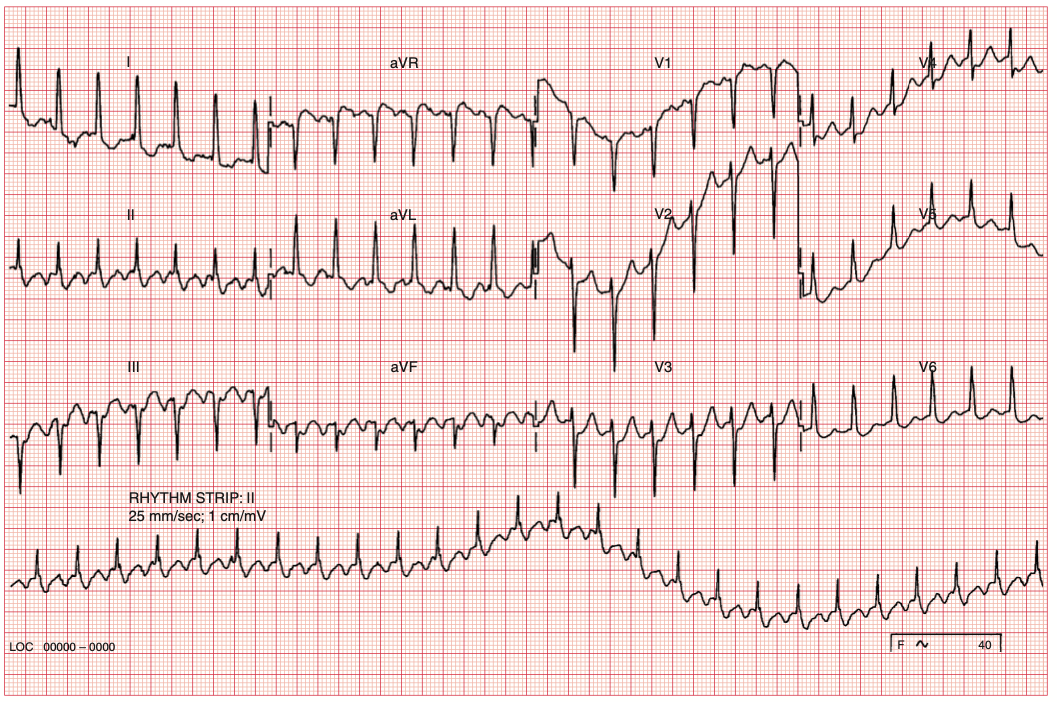 I
aVR
V1
V4
II
aVL
V2
V5
III
aVF
V3
V6
RHYTHM STRIP: II
25 mm/sec; 1 cm/mV
LOC 00000 – 0000
F ∿ 40